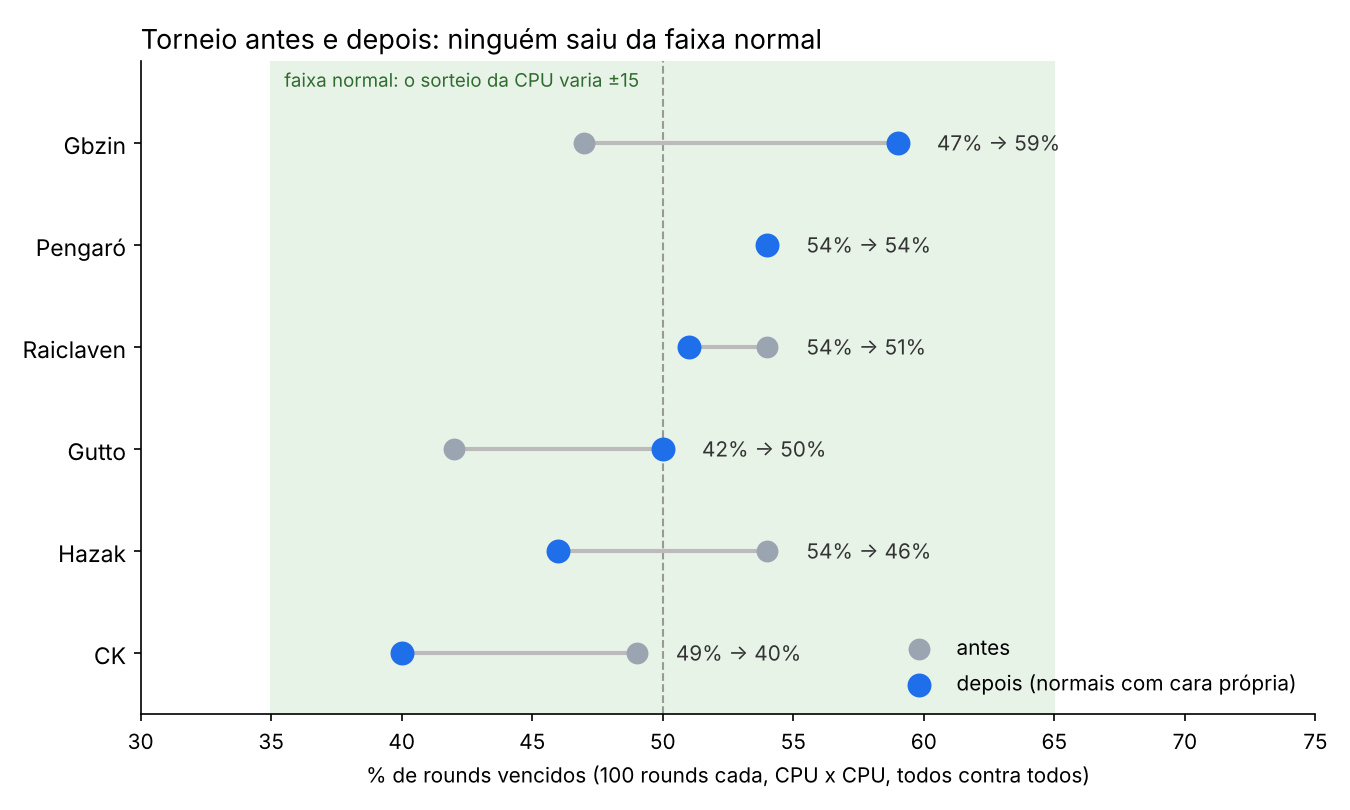 Torneio antes e depois: ninguém saiu da faixa normal
faixa normal: o sorteio da CPU varia ±15
Gbzin
47% → 59%
Pengaró
54% → 54%
Raiclaven
54% → 51%
Gutto
42% → 50%
Hazak
54% → 46%
CK
49% → 40%
antes
depois (normais com cara própria)
30 35 40 45 50 55 60 65 70 75
% de rounds vencidos (100 rounds cada, CPU x CPU, todos contra todos)